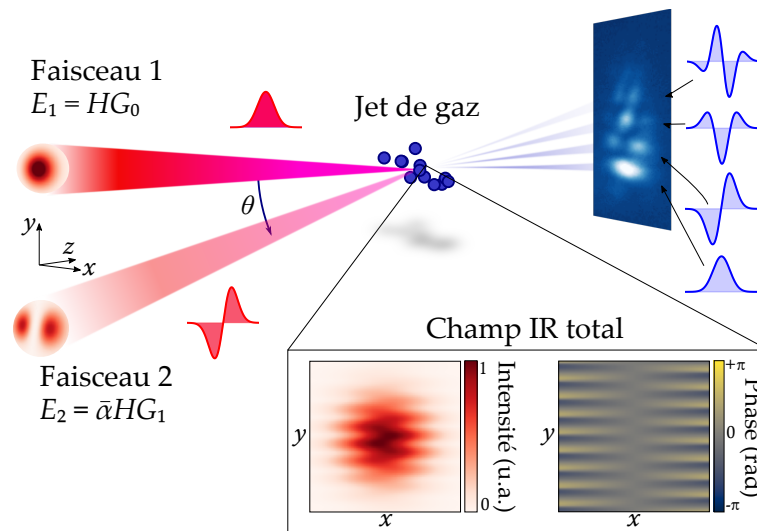 Faisceau 1
E₁ = HG₀
Jet de gaz
θ
y
z
x
Faisceau 2
E₂ = ᾱHG₁
Champ IR total
y
x
1
0
Intensité (u.a.)
y
x
+π
0
-π
Phase (rad)